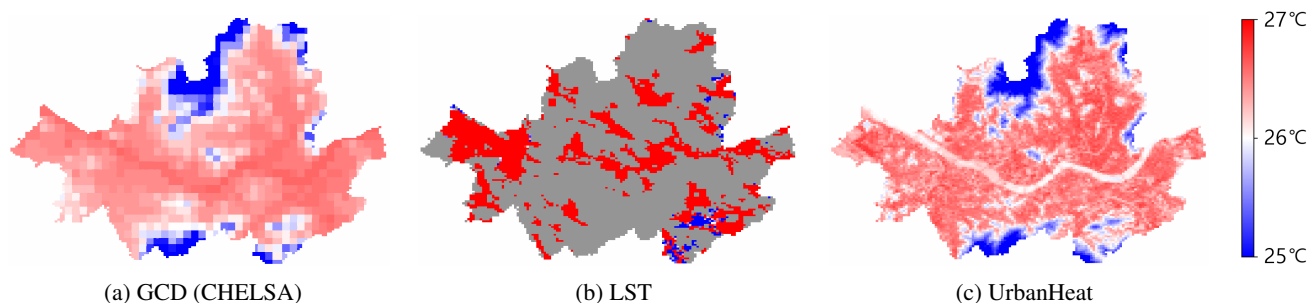 27℃
26℃
25℃
(a) GCD (CHELSA)
(b) LST
(c) UrbanHeat